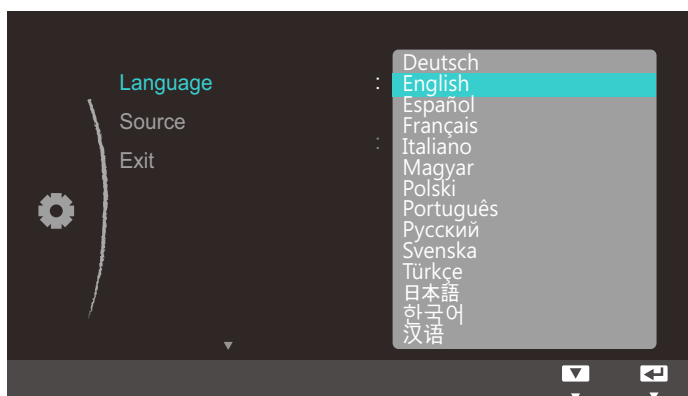 Language :
Source
Exit :
Deutsch
English
Español
Français
Italiano
Magyar
Polski
Português
Русский
Svenska
Türkçe
日本語
한국어
汉语